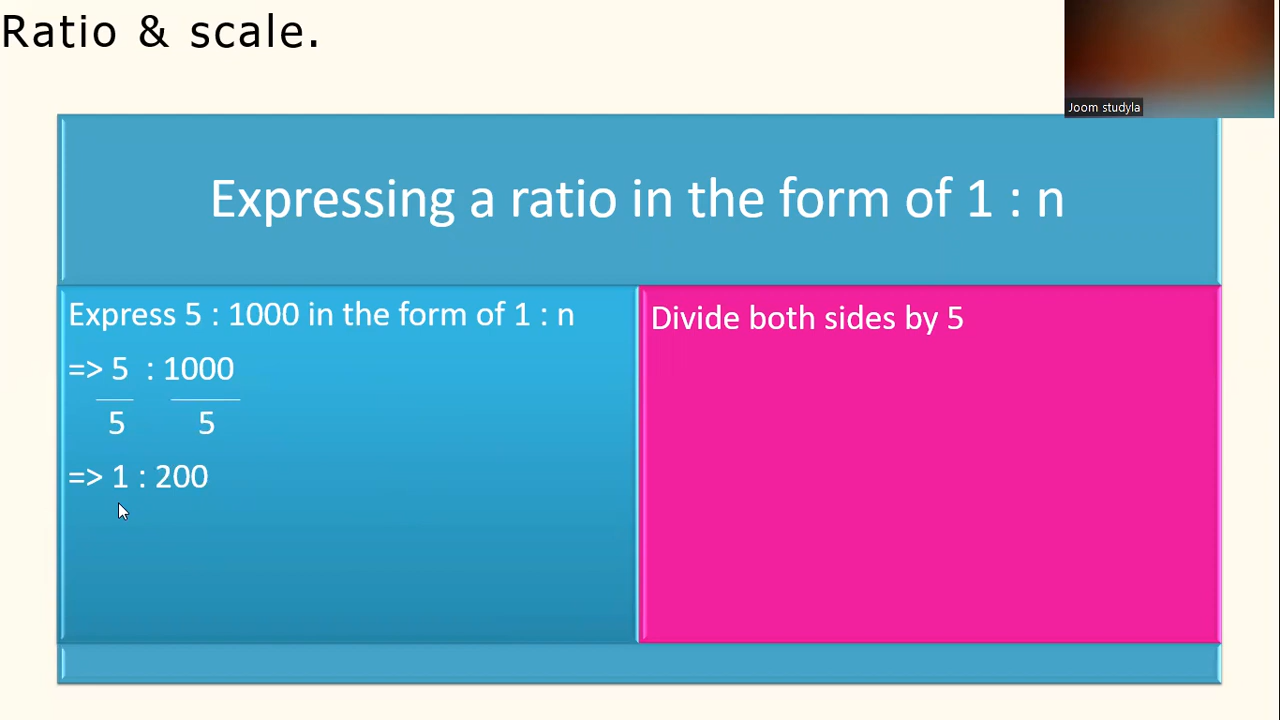 Ratio & scale.
Joom studyla
Expressing a ratio in the form of 1 : n
Express 5 : 1000 in the form of 1 : n
=> 5 : 1000
5 5
=> 1 : 200
Divide both sides by 5